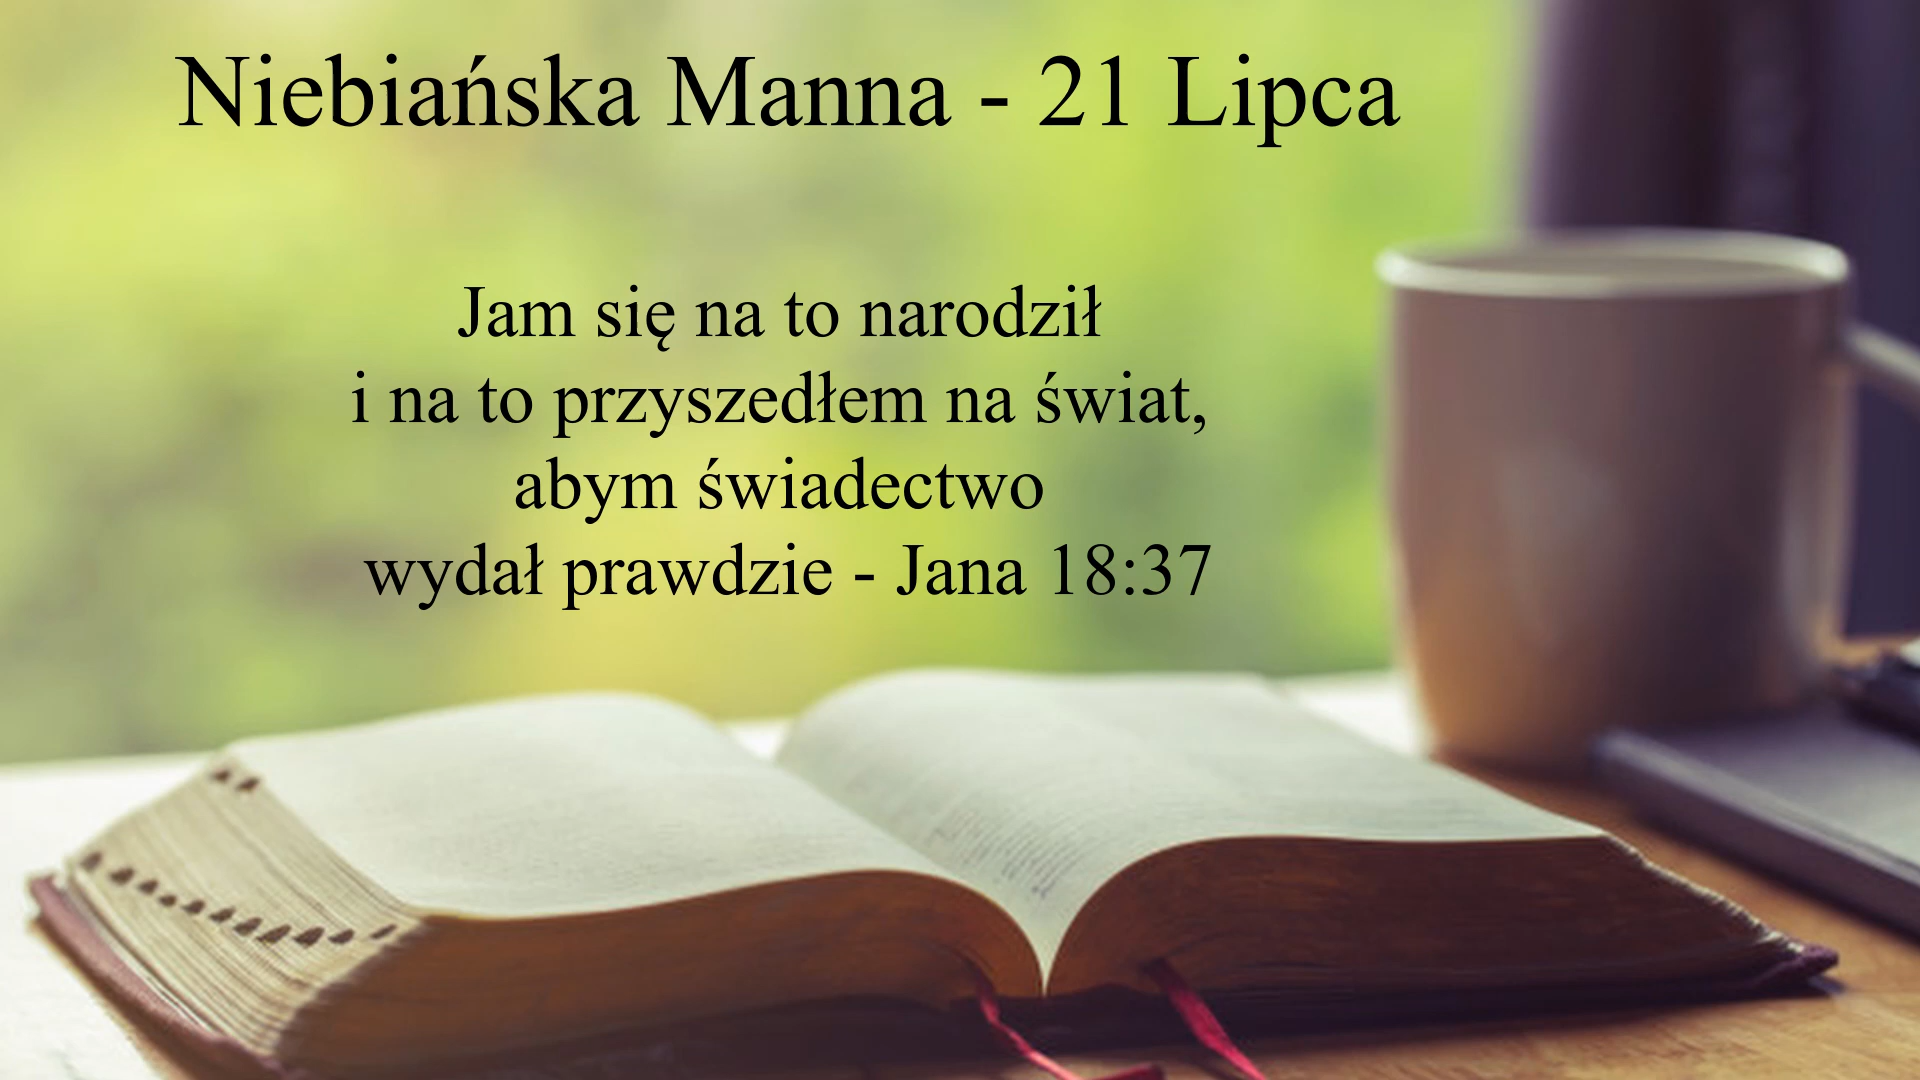 Niebiańska Manna - 21 Lipca
Jam się na to narodził
i na to przyszedłem na świat,
abym świadectwo
wydał prawdzie - Jana 18:37